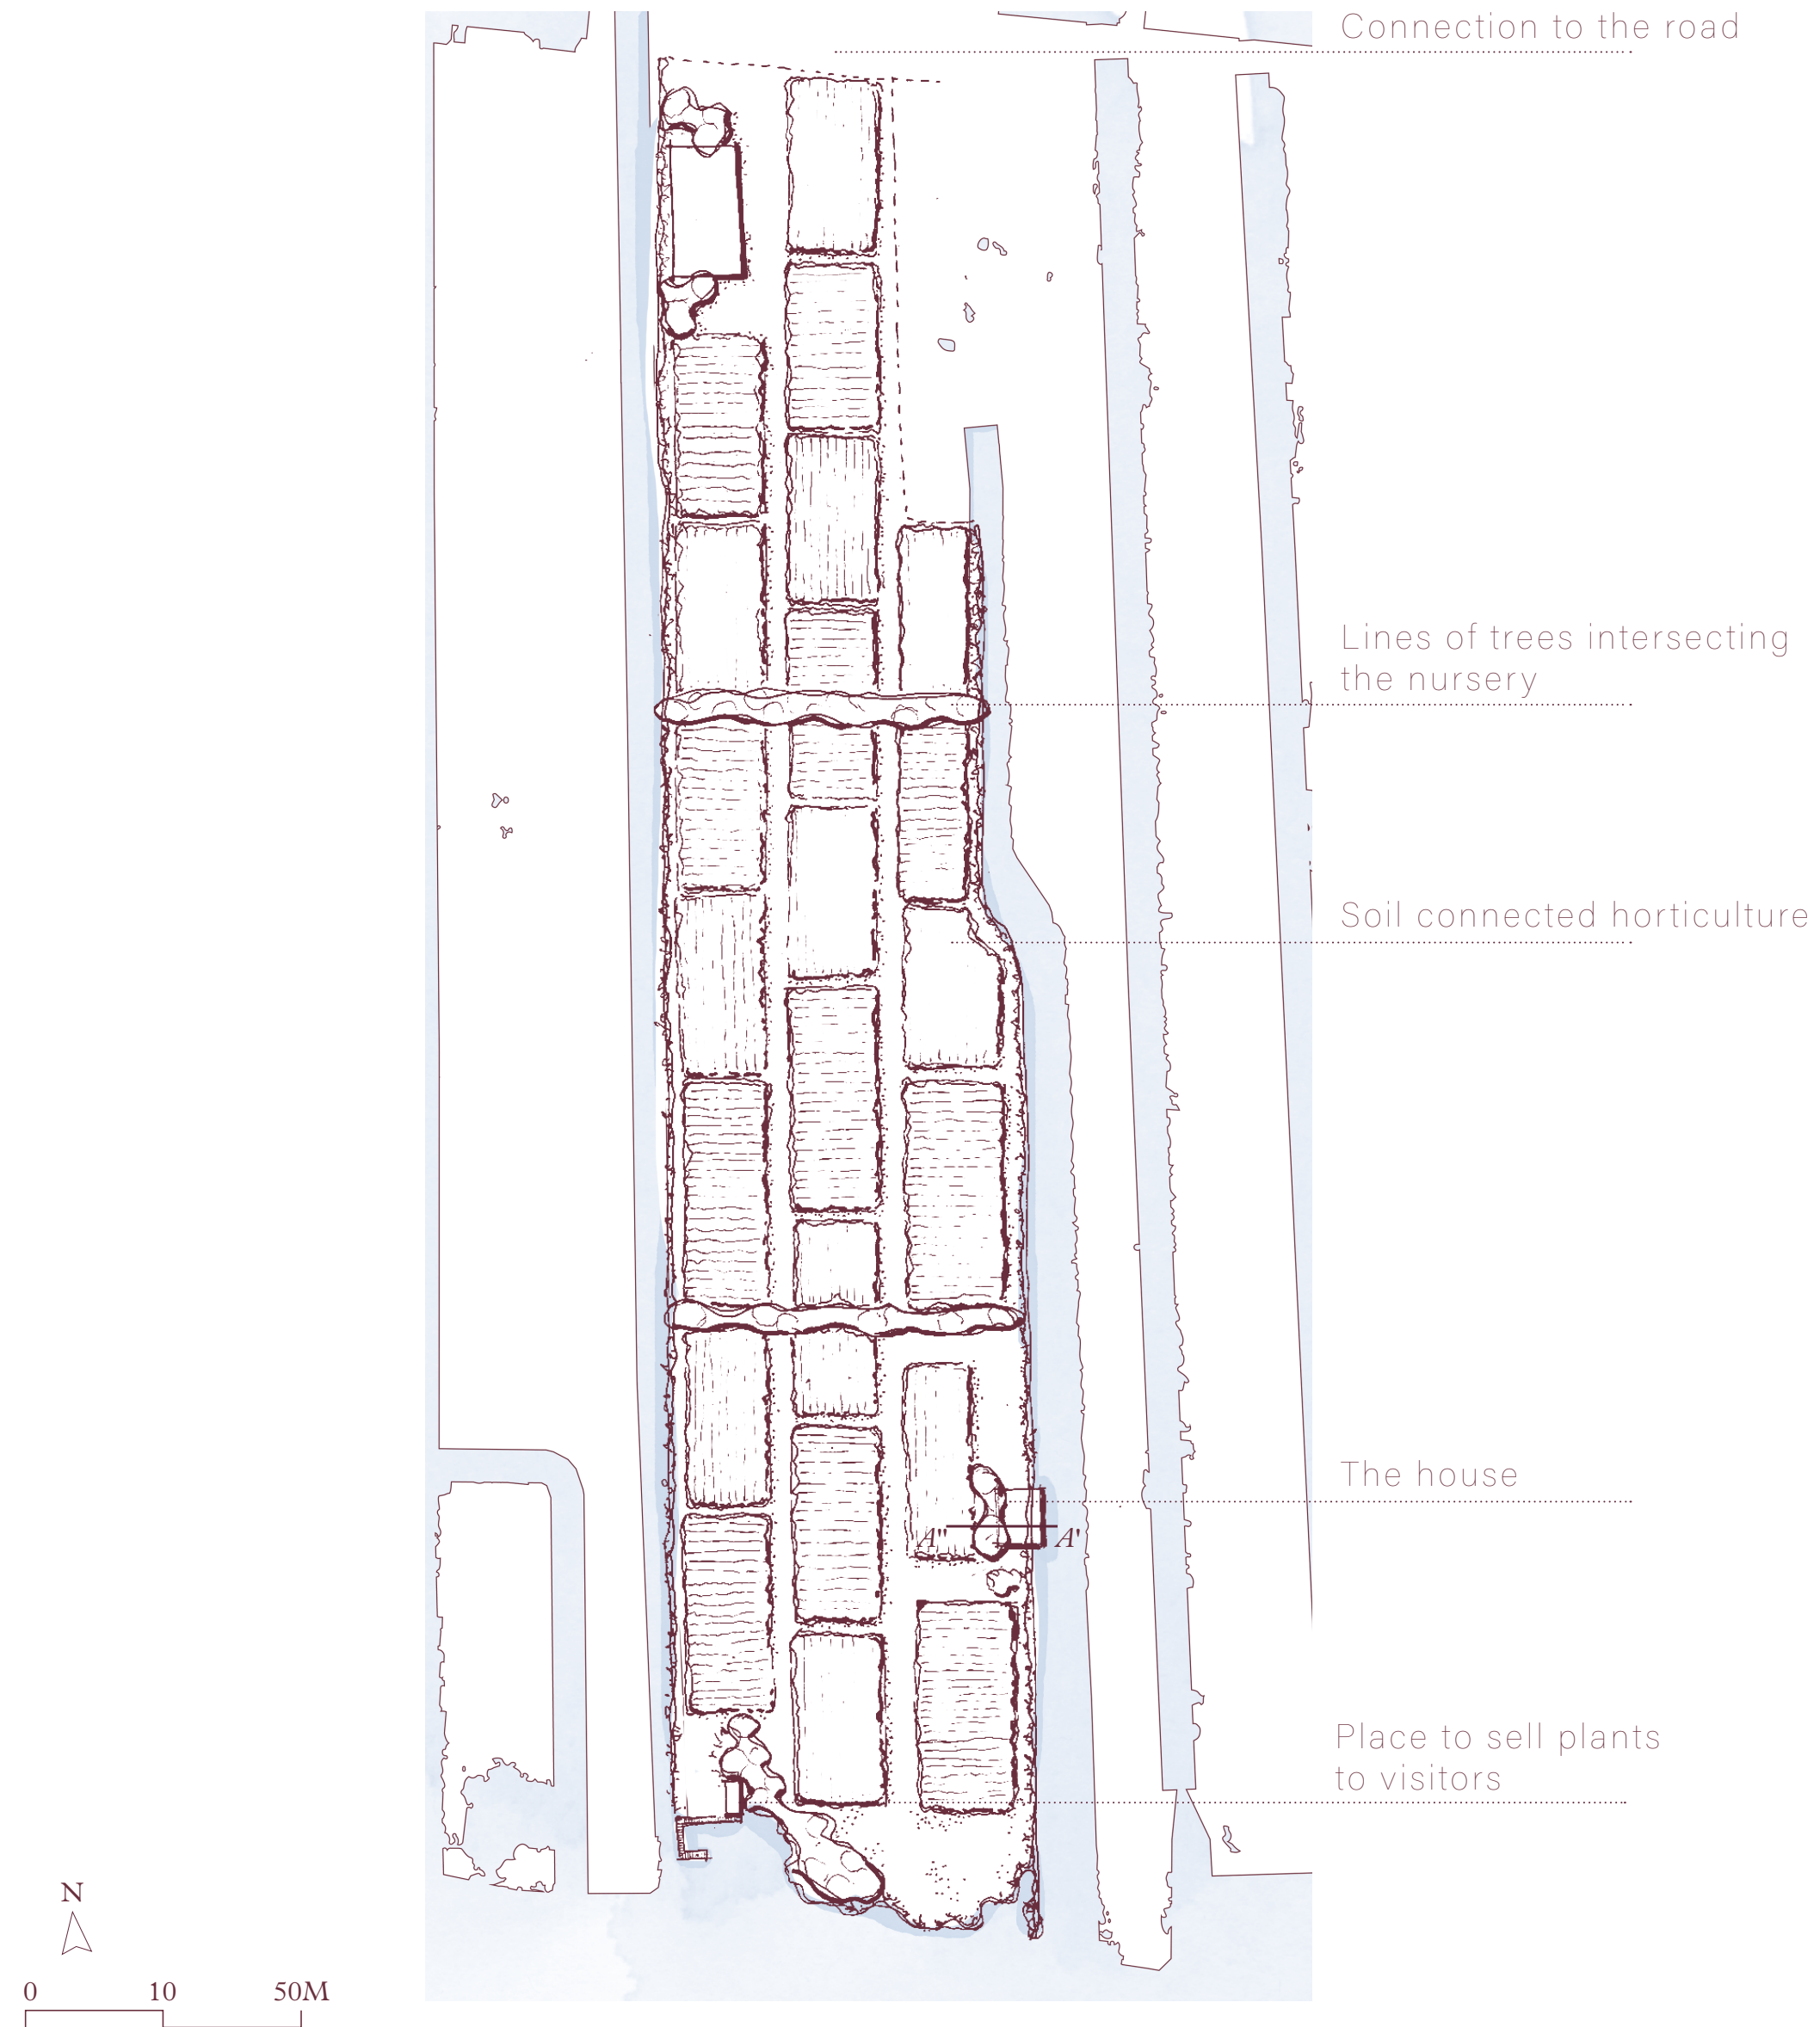 Connection to the road
Lines of trees intersecting
the nursery
Soil connected horticulture
The house
A" A'
Place to sell plants
to visitors
N
0 10 50M